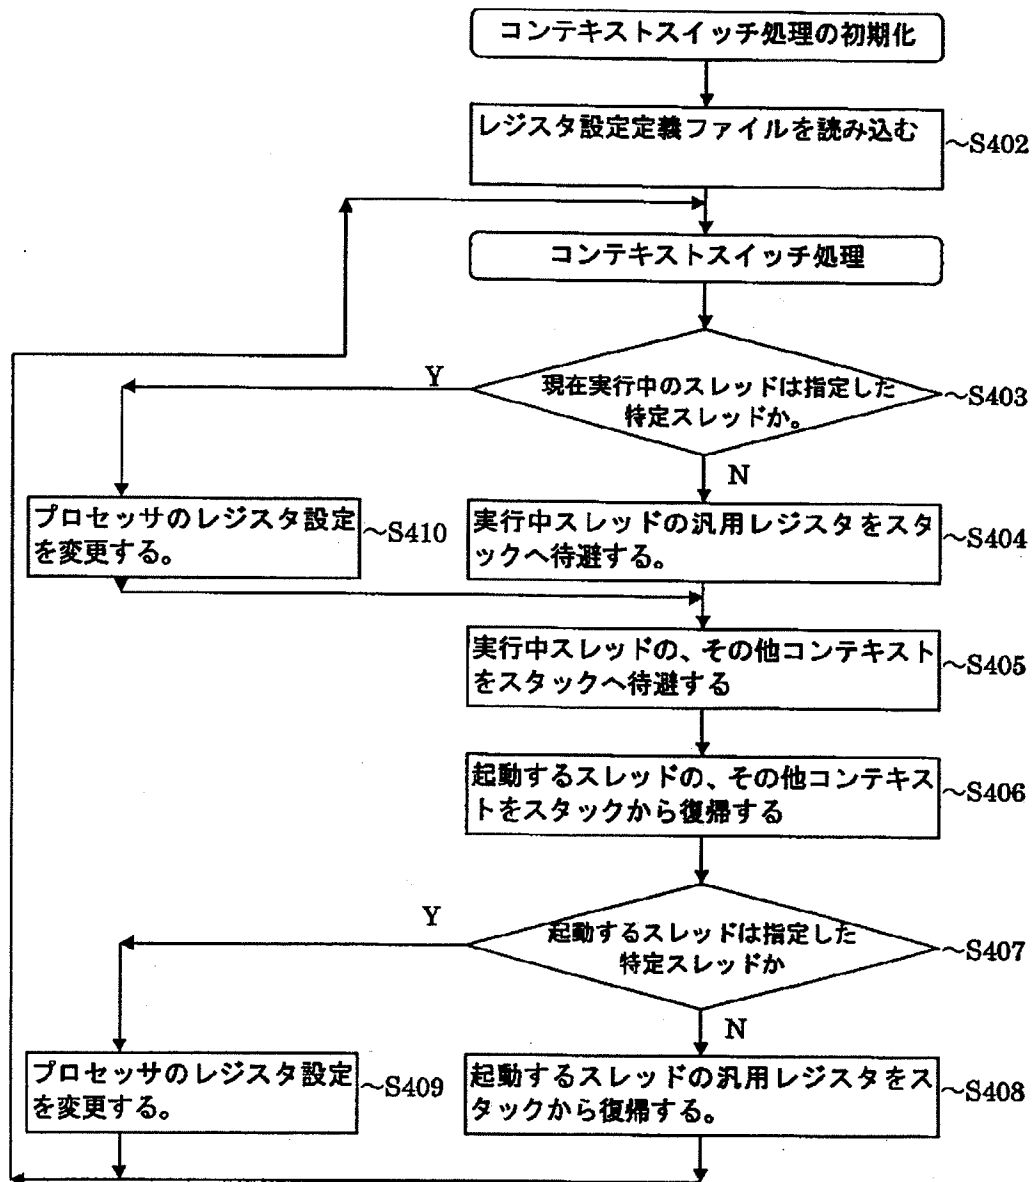 コンテキストスイッチ処理の初期化
レジスタ設定定義ファイルを読み込む
~S402
コンテキストスイッチ処理
Y
現在実行中のスレッドは指定した
特定スレッドか。
~S403
N
プロセッサのレジスタ設定
を変更する。
~S410
実行中スレッドの汎用レジスタをスタ
ックへ待避する。
~S404
実行中スレッドの、その他コンテキスト
をスタックへ待避する
~S405
起動するスレッドの、その他コンテキス
トをスタックから復帰する
~S406
Y
起動するスレッドは指定した
特定スレッドか
~S407
N
プロセッサのレジスタ設定
を変更する。
~S409
起動するスレッドの汎用レジスタをス
タックから復帰する。
~S408